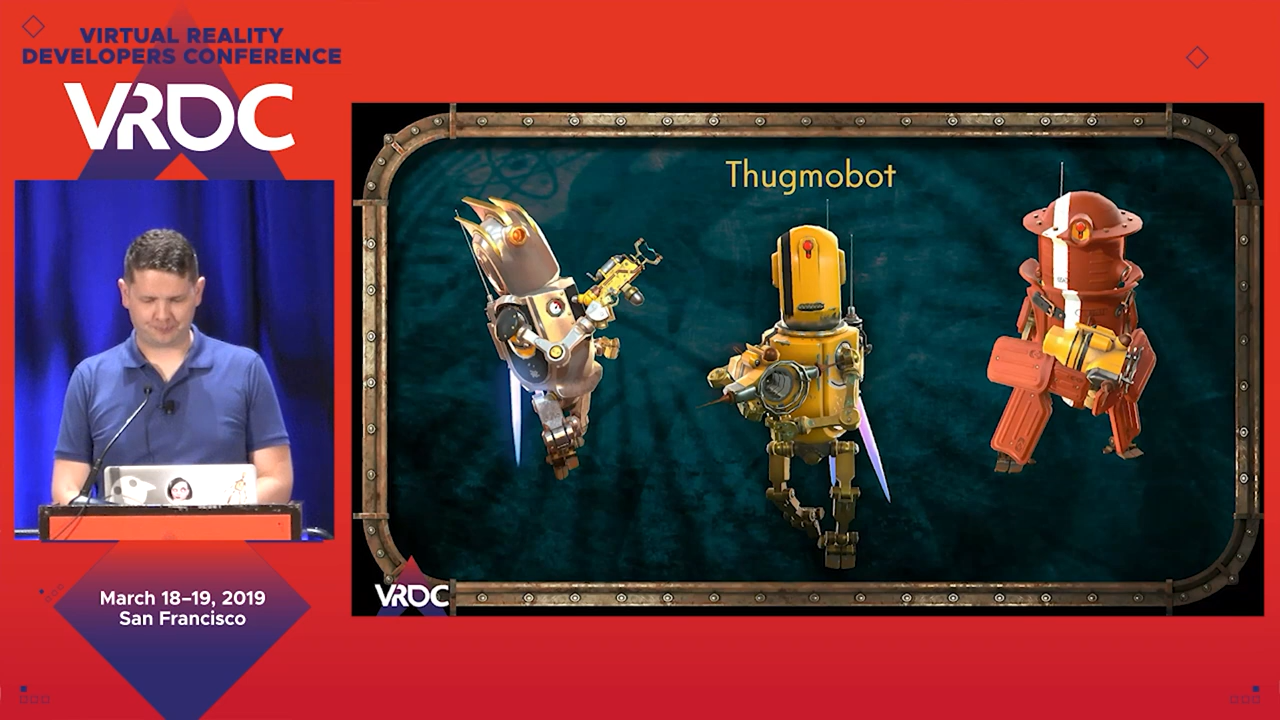 VIRTUAL REALITY
DEVELOPERS CONFERENCE
VRDC
Thugmobot
VRDC
March 18–19, 2019
San Francisco